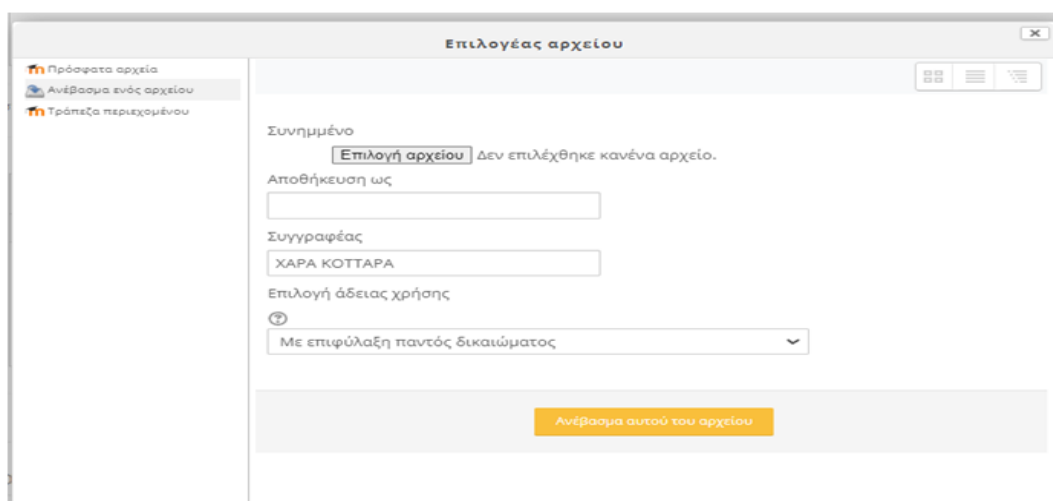 Επιλογέας αρχείου
Πρόσφατα αρχεία
Ανέβασμα ενός αρχείου
Τράπεζα περιεχομένου
Συνημμένο
Επιλογή αρχείου Δεν επιλέχθηκε κανένα αρχείο.
Αποθήκευση ως
Συγγραφέας
ΧΑΡΑ ΚΟΤΤΑΡΑ
Επιλογή άδειας χρήσης
Με επιφύλαξη παντός δικαιώματος
Ανέβασμα αυτού του αρχείου